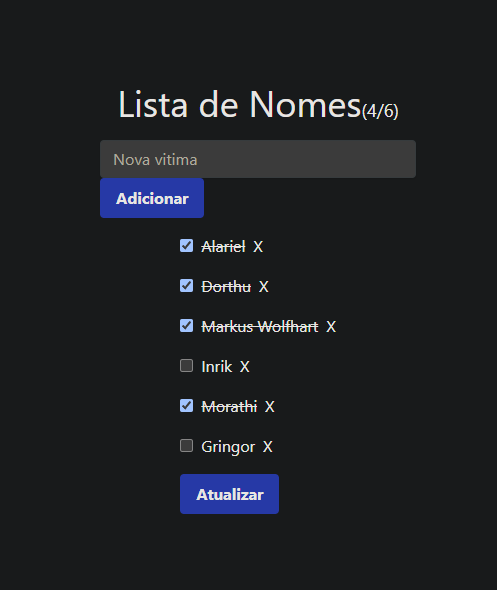 Lista de Nomes(4/6)
Nova vitima
Adicionar
Alariel X
Dorthu X
Markus Wolfhart X
Inrik X
Morathi X
Gringor X
Atualizar